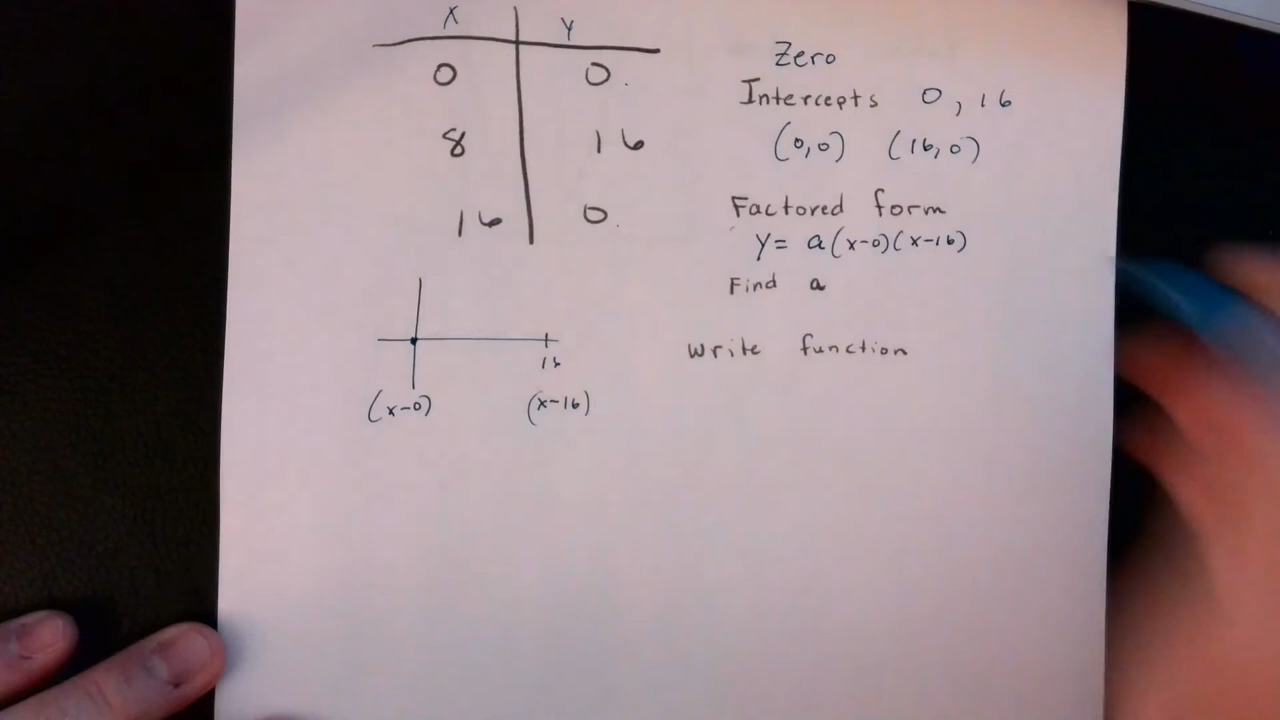 X Y
0 0
8 16
16 0
(x-0) 16
(x-16)
Zero
Intercepts 0, 16
(0,0) (16,0)
Factored form
Y= a(x-0)(x-16)
Find a
Write function